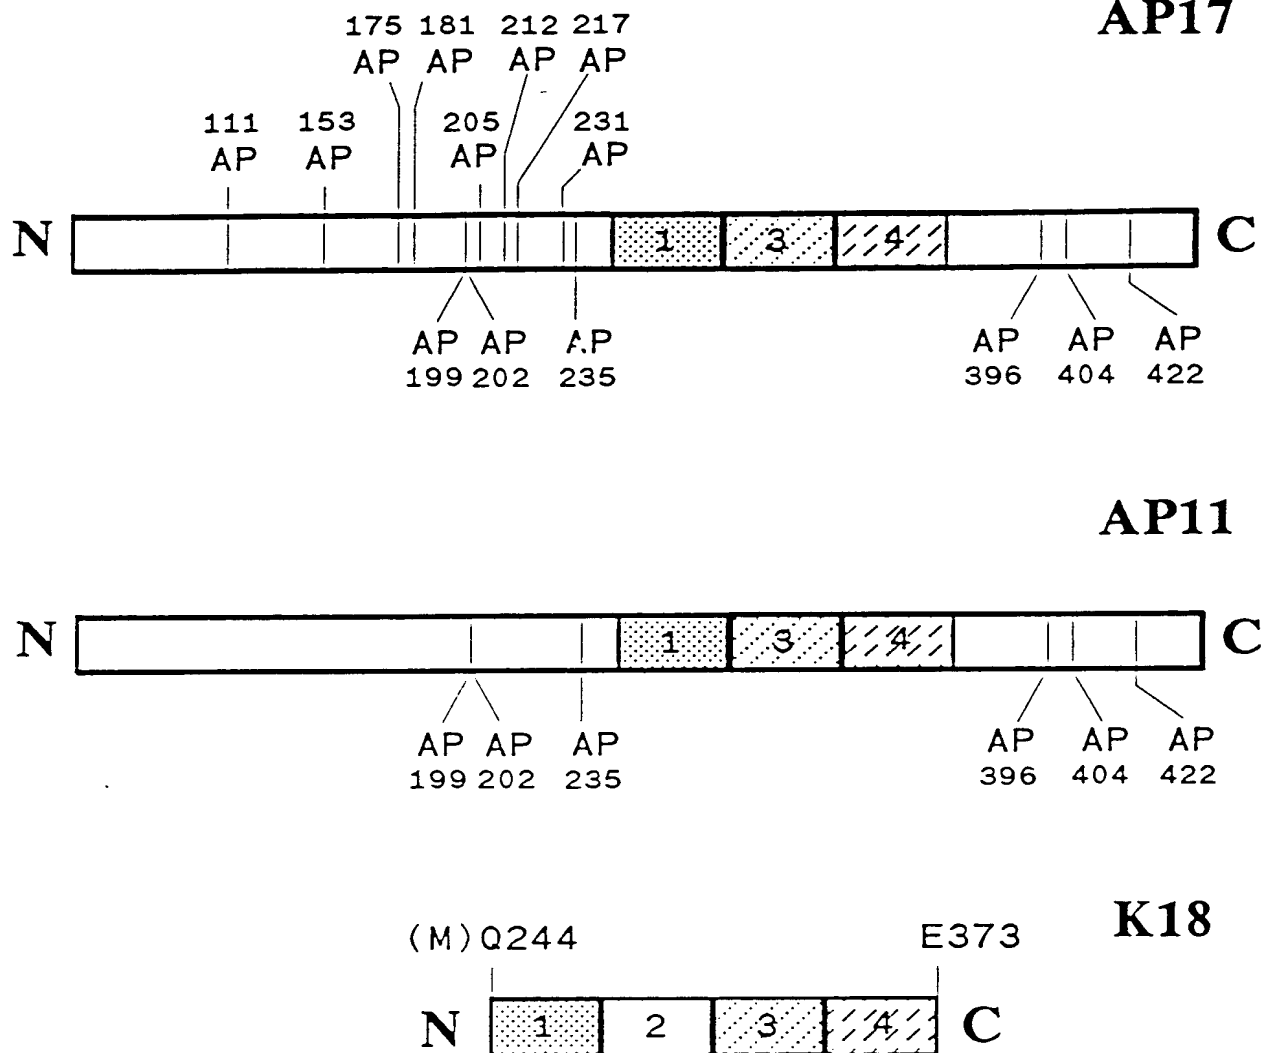 AP17
175 181 212 217
AP AP AP AP
111 153 205 231
AP AP AP AP
N 1 3 4 C
AP AP AP AP AP AP
199 202 235 396 404 422
AP11
N 1 3 4 C
AP AP AP AP AP AP
199 202 235 396 404 422
K18
(M)Q244 E373
N 1 2 3 4 C